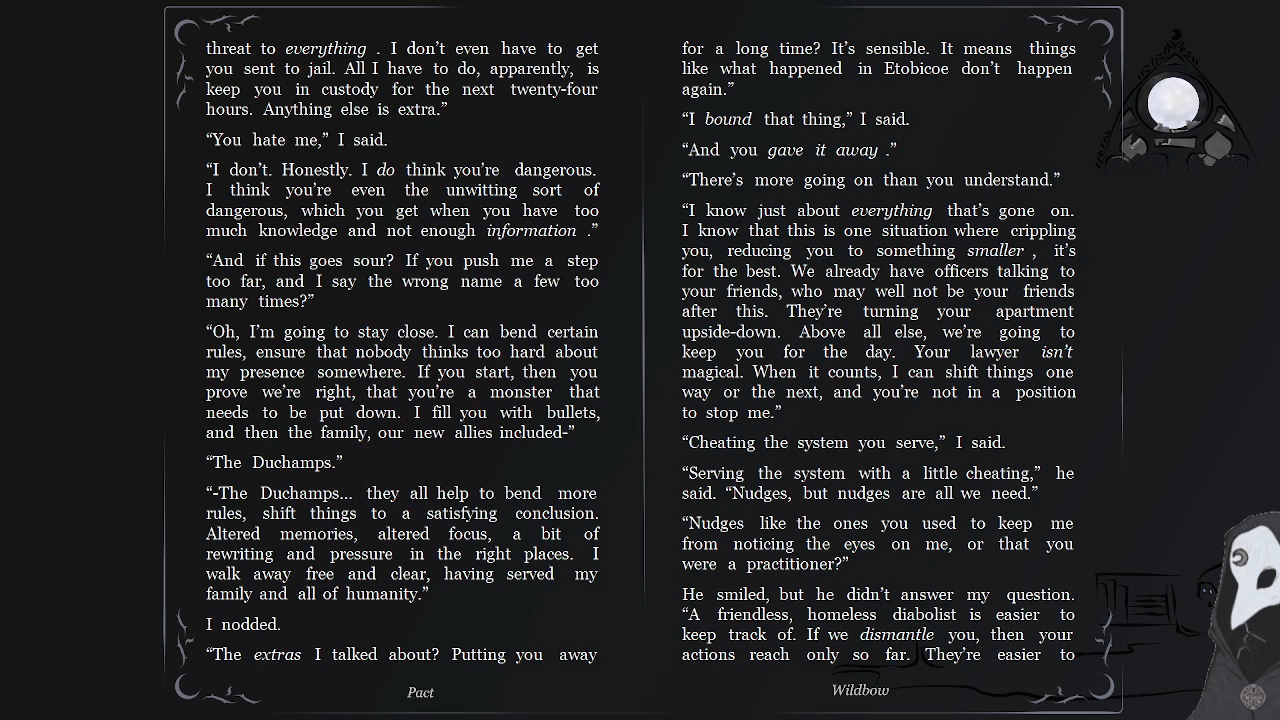 threat to everything . I don’t even have to get
you sent to jail. All I have to do, apparently, is
keep you in custody for the next twenty-four
hours. Anything else is extra.”
“You hate me,” I said.
“I don’t. Honestly. I do think you’re dangerous.
I think you’re even the unwitting sort of
dangerous, which you get when you have too
much knowledge and not enough information .”
“And if this goes sour? If you push me a step
too far, and I say the wrong name a few too
many times?”
“Oh, I’m going to stay close. I can bend certain
rules, ensure that nobody thinks too hard about
my presence somewhere. If you start, then you
prove we’re right, that you’re a monster that
needs to be put down. I fill you with bullets,
and then the family, our new allies included-”
“The Duchamps.”
“-The Duchamps… they all help to bend more
rules, shift things to a satisfying conclusion.
Altered memories, altered focus, a bit of
rewriting and pressure in the right places. I
walk away free and clear, having served my
family and all of humanity.”
I nodded.
“The extras I talked about? Putting you away
Pact
for a long time? It’s sensible. It means things
like what happened in Etobicoe don’t happen
again.”
“I bound that thing,” I said.
“And you gave it away .”
“There’s more going on than you understand.”
“I know just about everything that’s gone on.
I know that this is one situation where crippling
you, reducing you to something smaller , it’s
for the best. We already have officers talking to
your friends, who may well not be your friends
after this. They’re turning your apartment
upside-down. Above all else, we’re going to
keep you for the day. Your lawyer isn’t
magical. When it counts, I can shift things one
way or the next, and you’re not in a position
to stop me.”
“Cheating the system you serve,” I said.
“Serving the system with a little cheating,” he
said. “Nudges, but nudges are all we need.”
“Nudges like the ones you used to keep me
from noticing the eyes on me, or that you
were a practitioner?”
He smiled, but he didn’t answer my question.
“A friendless, homeless diabolist is easier to
keep track of. If we dismantle you, then your
actions reach only so far. They’re easier to
Wildbow